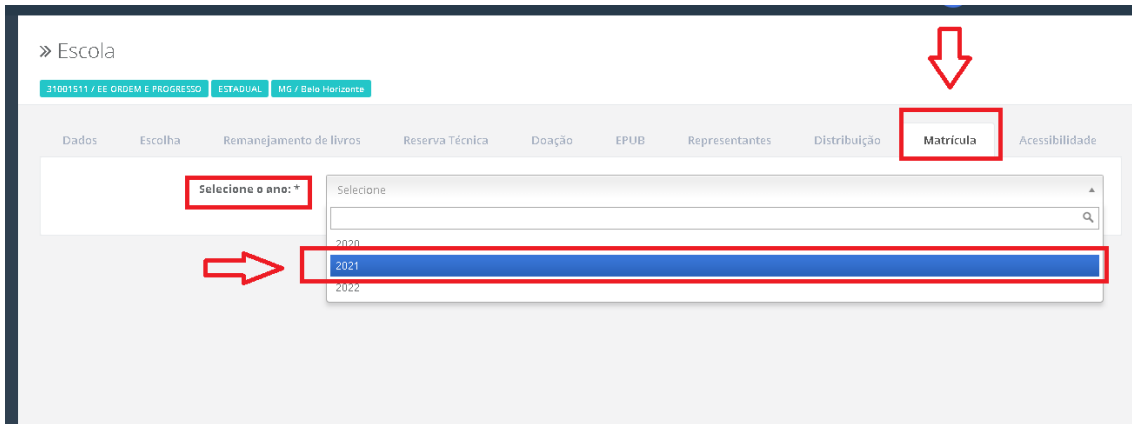 » Escola
31001511 / EE ORDEM E PROGRESSO ESTADUAL MG / Belo Horizonte
Dados Escolha Remanejamento de livros Reserva Técnica Doação EPUB Representantes Distribuição Matrícula Acessibilidade
Selecione o ano: * Selecione
2020
2021
2022